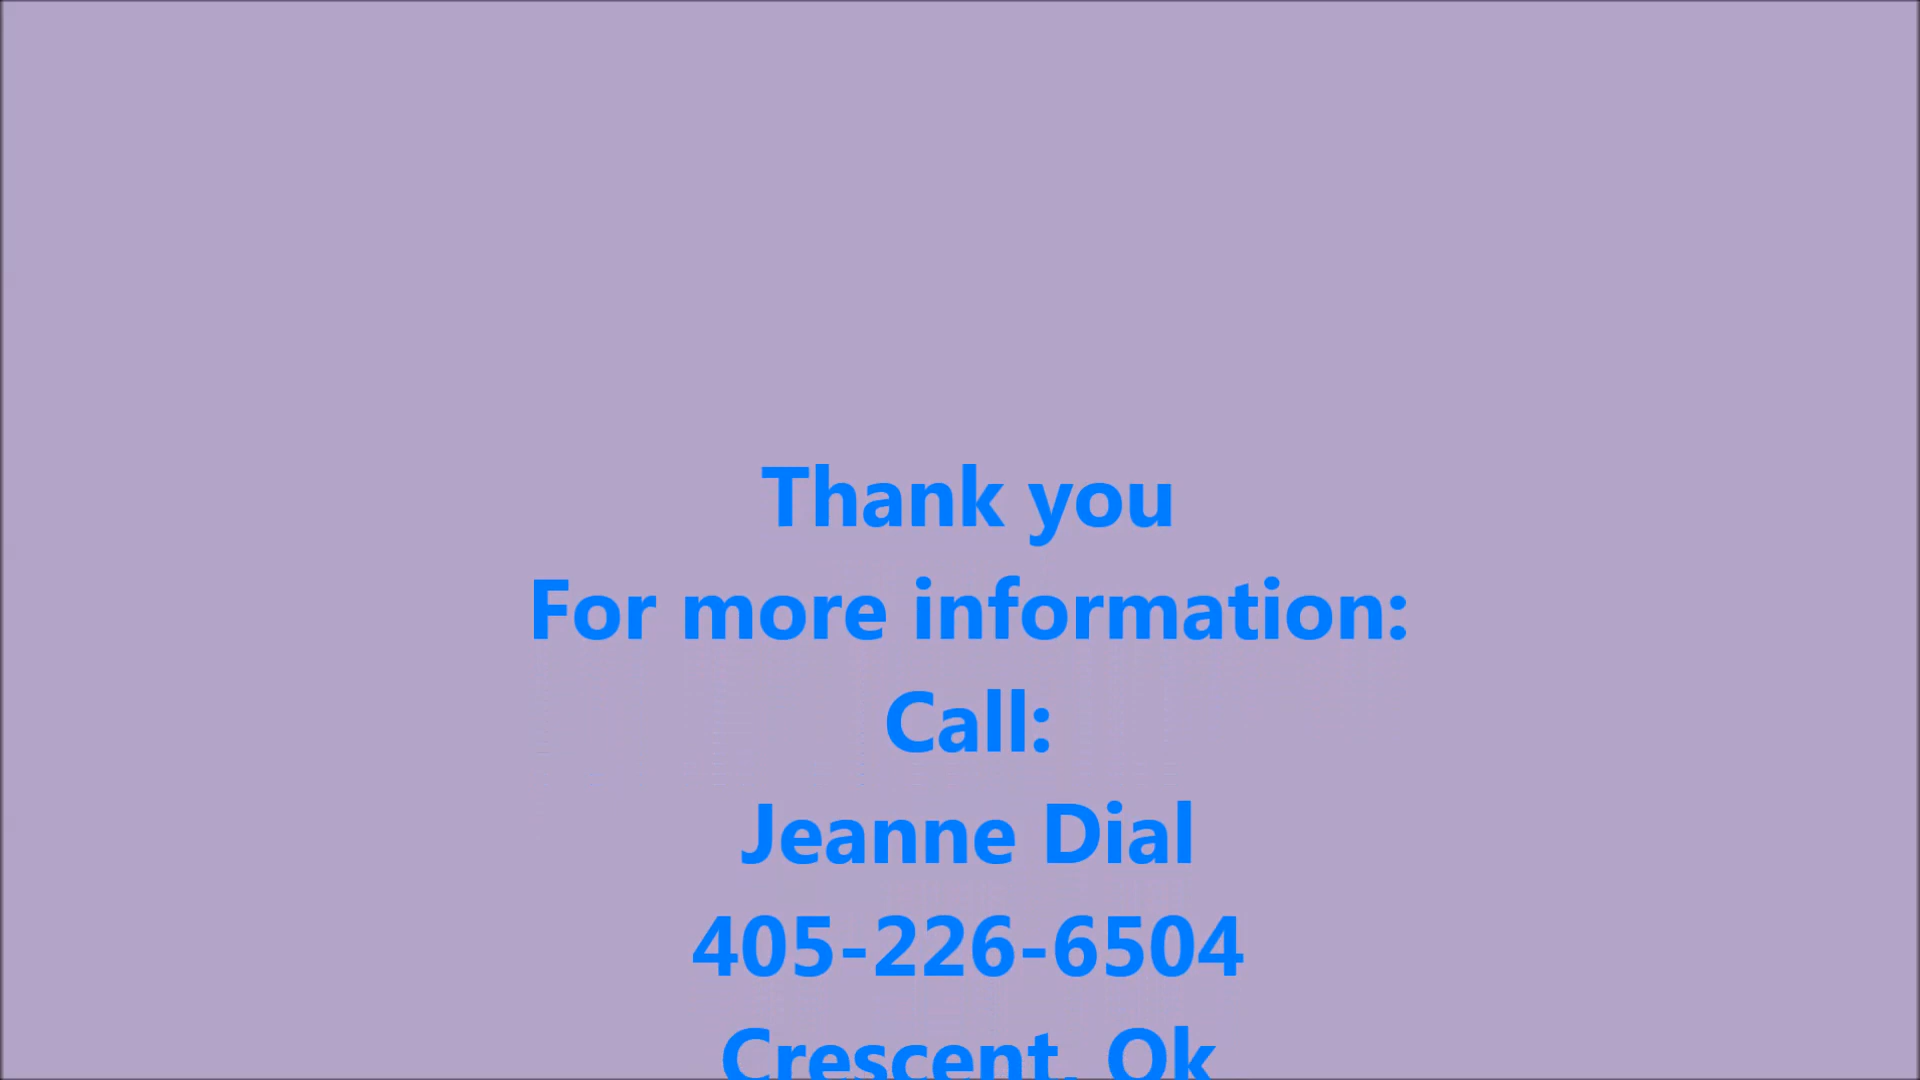 Thank you
For more information:
Call:
Jeanne Dial
405-226-6504
Crescent, Ok